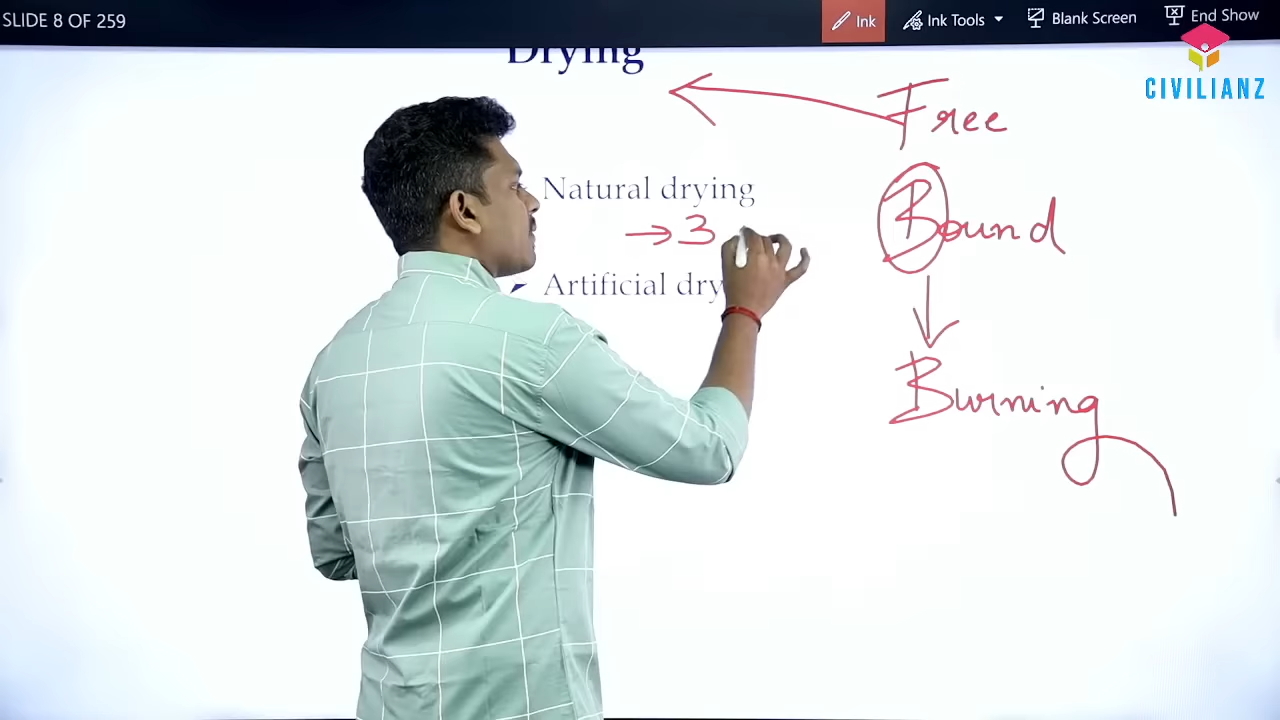 SLIDE 8 OF 259
Ink
Ink Tools
Blank Screen
End Show
CIVILIANZ
Drying
Free
Natural drying
→ 3
Bound
Artificial dry
Burning